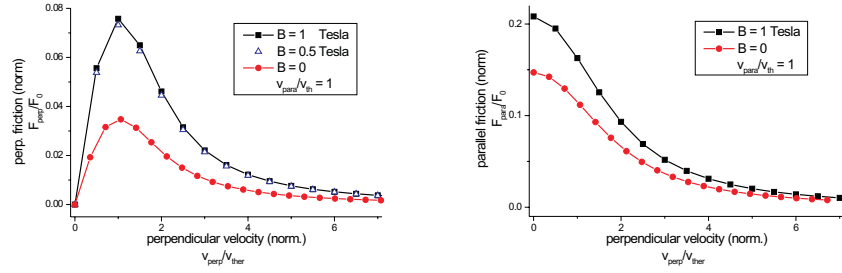 0.08
0.06
0.04
0.02
0.00
perp. friction (norm)
F_perp/F_0
B = 1 Tesla
B = 0.5 Tesla
B = 0
v_para/v_th = 1
0 2 4 6
perpendicular velocity (norm.)
v_perp/v_ther
0.2
0.1
0.0
parallel friction (norm)
F_para/F_0
B = 1 Tesla
B = 0
v_para/v_th = 1
0 2 4 6
perpendicular velocity (norm.)
v_perp/v_ther